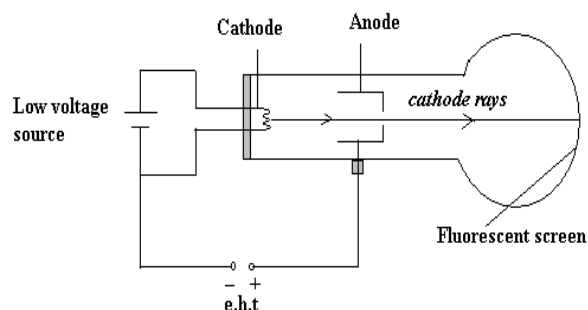 Cathode
Anode
Low voltage
source
cathode rays
Fluorescent screen
– +
e.h.t